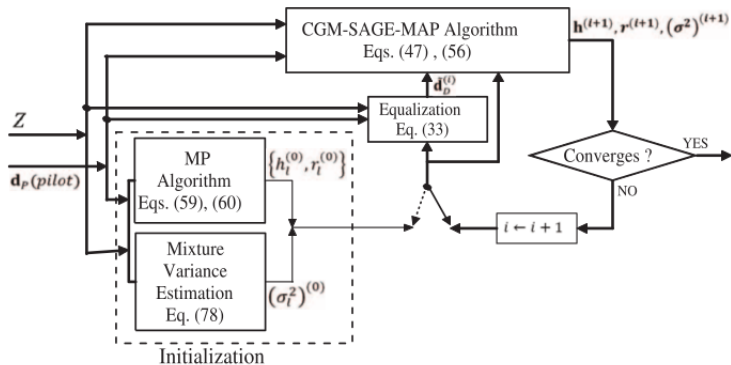 CGM-SAGE-MAP Algorithm
Eqs. (47) , (56)
𝐡^(i+1), 𝒓^(i+1), (σ²)^(i+1)
d̂_D^(i)
Equalization
Eq. (33)
Z
𝐝_P(pilot)
MP
Algorithm
Eqs. (59), (60)
{h_l^(0), r_l^(0)}
Mixture
Variance
Estimation
Eq. (78)
(σ_l²)^(0)
Initialization
Converges ?
YES
NO
i ← i + 1